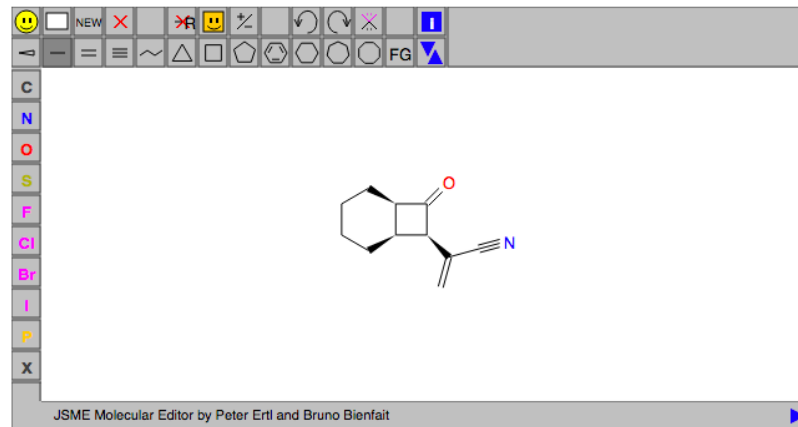 NEW R +/-
I
FG
C
N
O
S
F
Cl
Br
I
P
X
O
N
JSME Molecular Editor by Peter Ertl and Bruno Bienfait